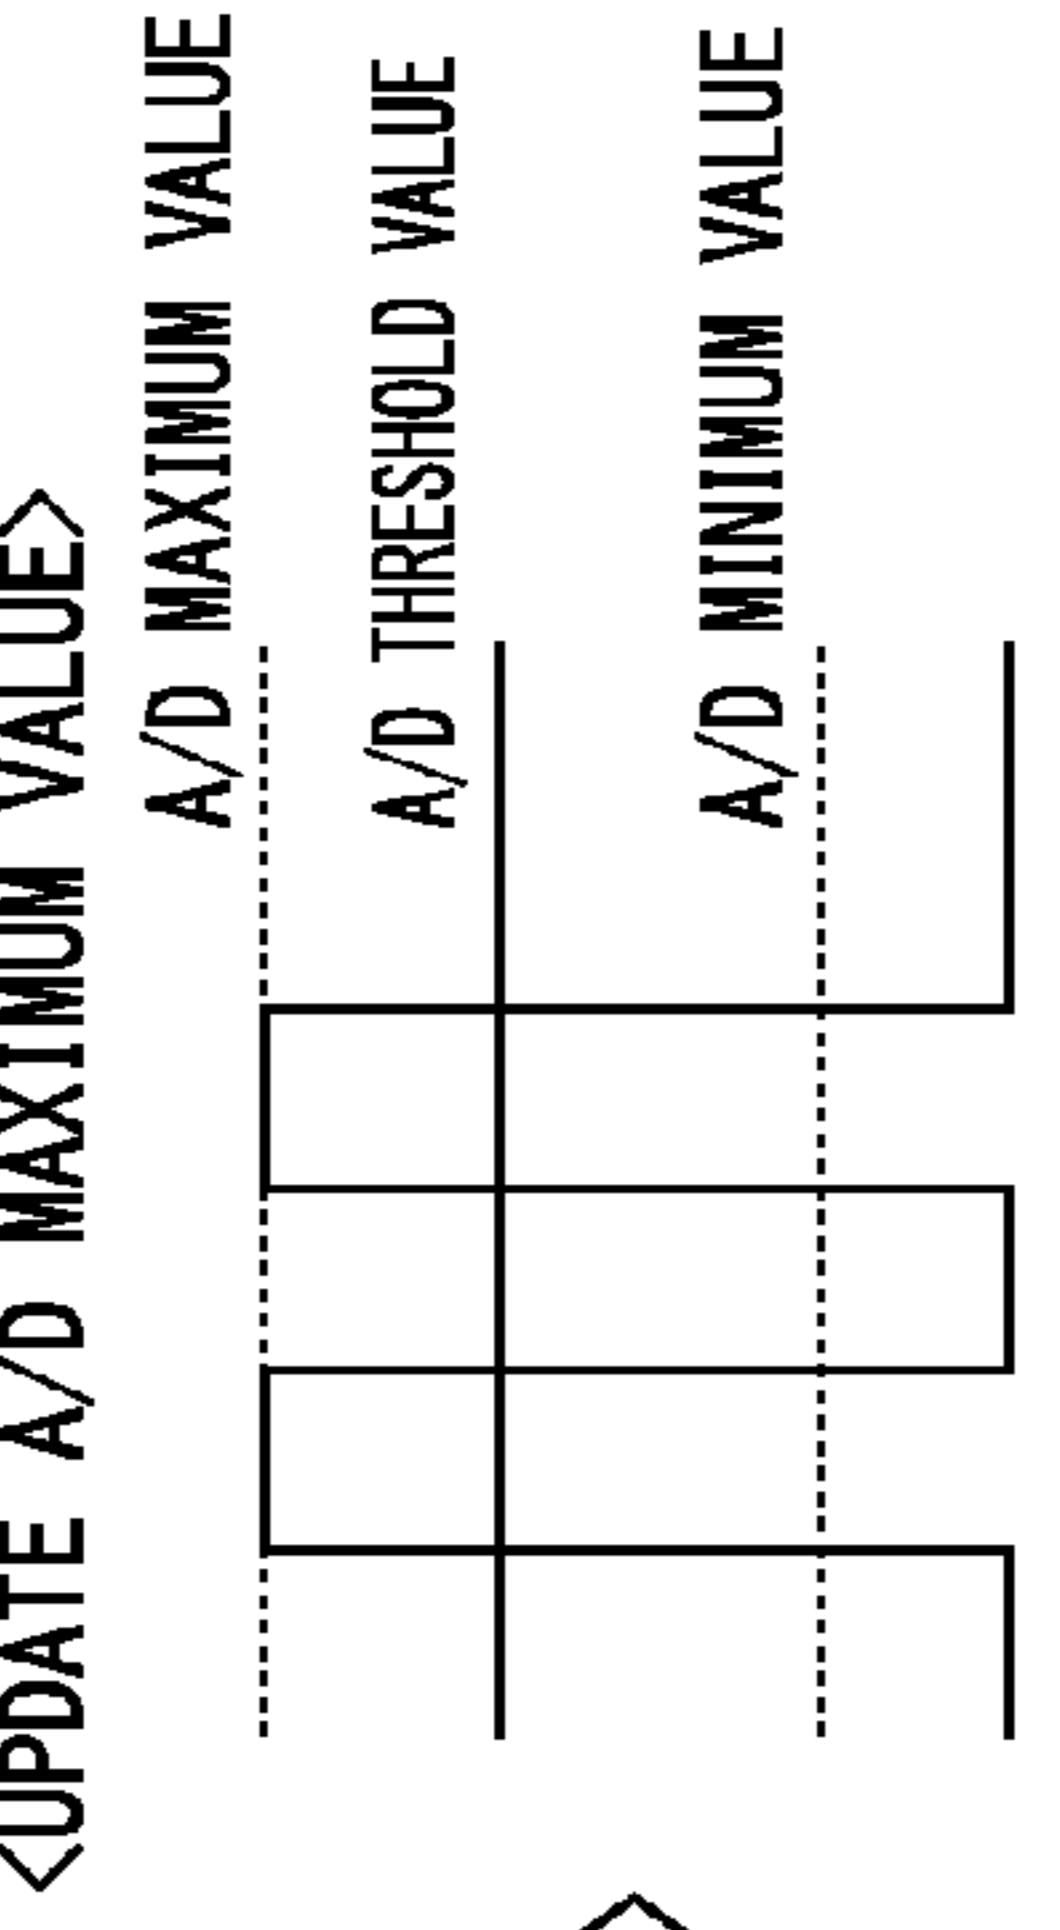 <UPDATE A/D MAXIMUM VALUE>
A/D MAXIMUM VALUE
A/D THRESHOLD VALUE
A/D MINIMUM VALUE
>